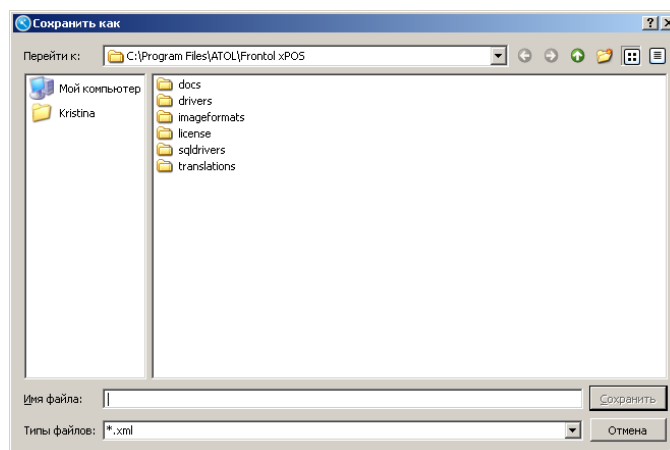 Сохранить как
Перейти к: C:\Program Files\ATOL\Frontol xPOS
Мой компьютер
Kristina
docs
drivers
imageformats
license
sqldrivers
translations
Имя файла: Сохранить
Типы файлов: *.xml Отмена